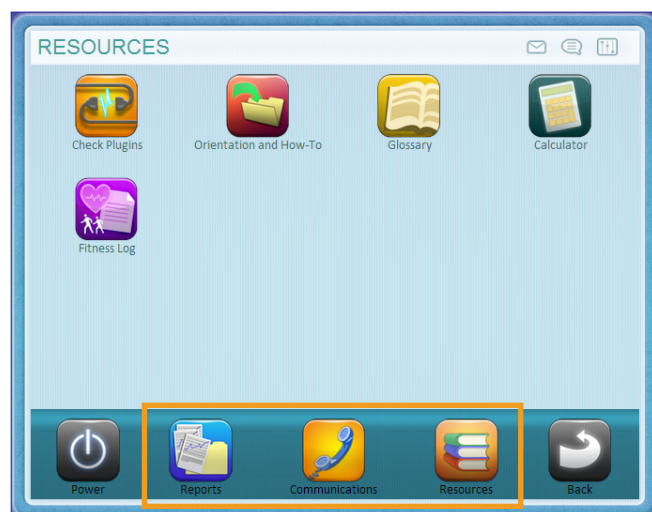 RESOURCES
Check Plugins
Orientation and How-To
Glossary
Calculator
Fitness Log
Power
Reports
Communications
Resources
Back